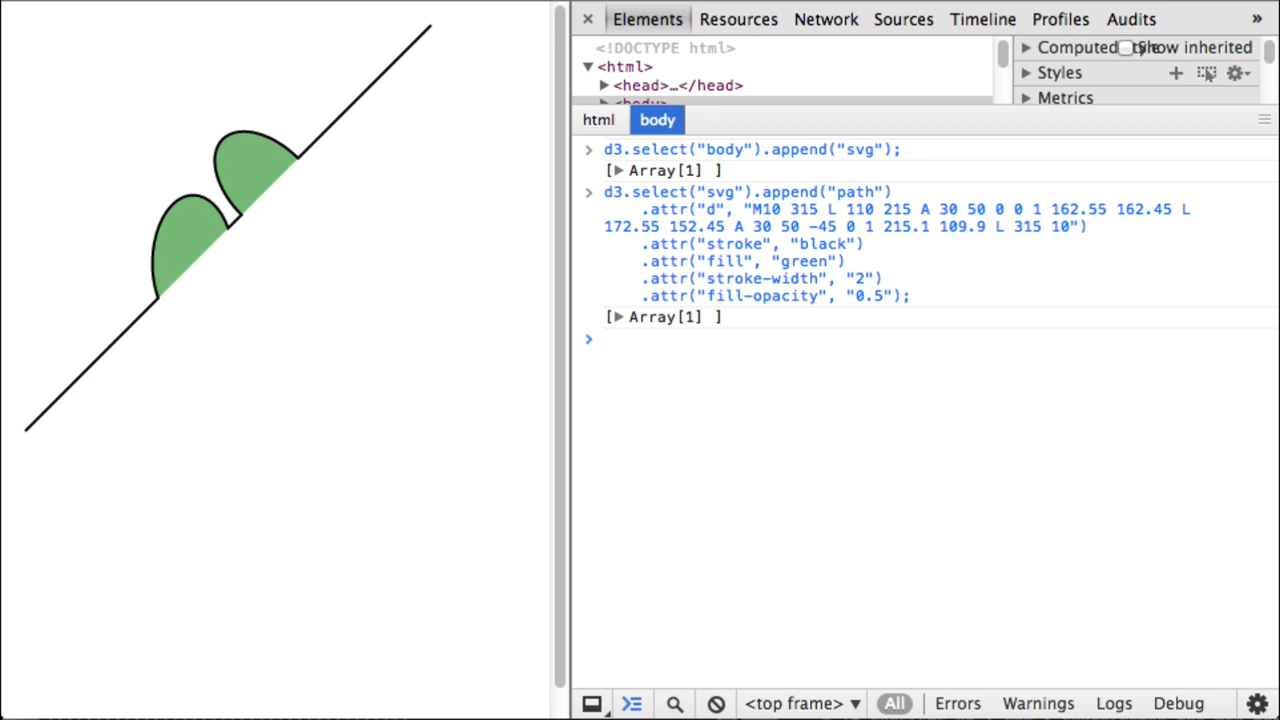 × Elements Resources Network Sources Timeline Profiles Audits »
<!DOCTYPE html>
▼<html>
▶<head>…</head>
▶<body>
▶ Computed Style Show inherited
▶ Styles
▶ Metrics
html body
> d3.select("body").append("svg");
[▶Array[1] ]
> d3.select("svg").append("path")
.attr("d", "M10 315 L 110 215 A 30 50 0 0 1 162.55 162.45 L
172.55 152.45 A 30 50 -45 0 1 215.1 109.9 L 315 10")
.attr("stroke", "black")
.attr("fill", "green")
.attr("stroke-width", "2")
.attr("fill-opacity", "0.5");
[▶Array[1] ]
>
<top frame> ▼ All Errors Warnings Logs Debug